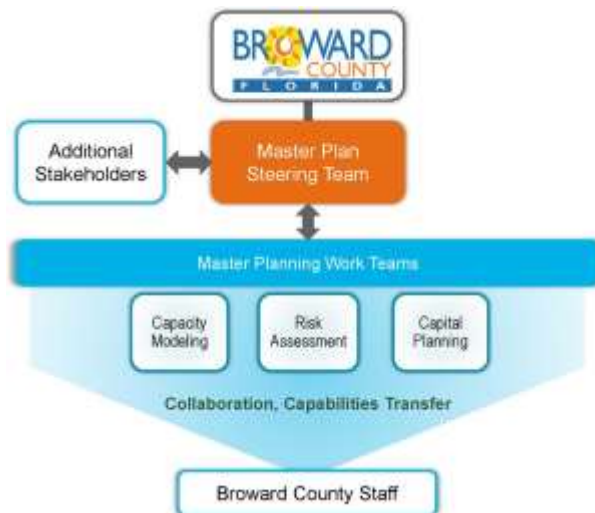 BROWARD
COUNTY
FLORIDA
Additional
Stakeholders
Master Plan
Steering Team
Master Planning Work Teams
Capacity
Modeling
Risk
Assessment
Capital
Planning
Collaboration, Capabilities Transfer
Broward County Staff